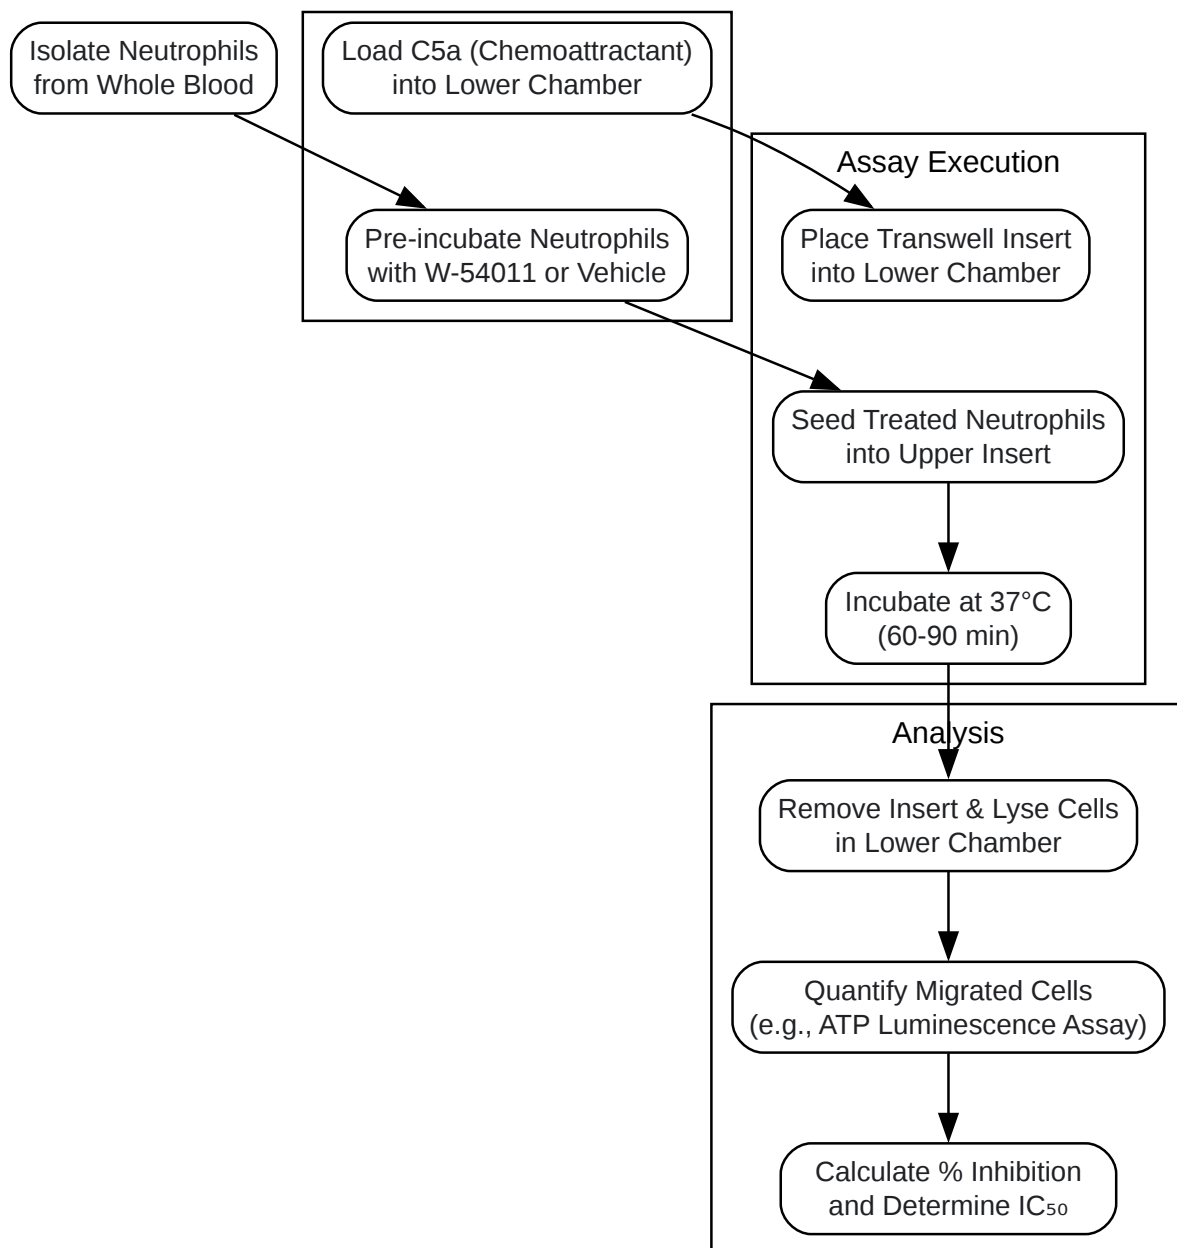 Isolate Neutrophils
from Whole Blood
Load C5a (Chemoattractant)
into Lower Chamber
Pre-incubate Neutrophils
with W-54011 or Vehicle
Assay Execution
Place Transwell Insert
into Lower Chamber
Seed Treated Neutrophils
into Upper Insert
Incubate at 37°C
(60-90 min)
Analysis
Remove Insert & Lyse Cells
in Lower Chamber
Quantify Migrated Cells
(e.g., ATP Luminescence Assay)
Calculate % Inhibition
and Determine IC₅₀